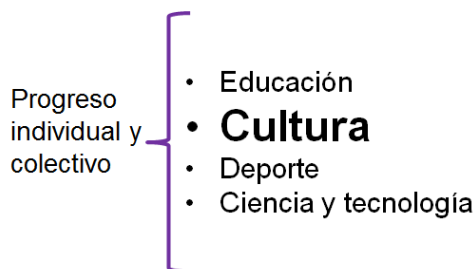 Progreso
individual y
colectivo
• Educación
• Cultura
• Deporte
• Ciencia y tecnología